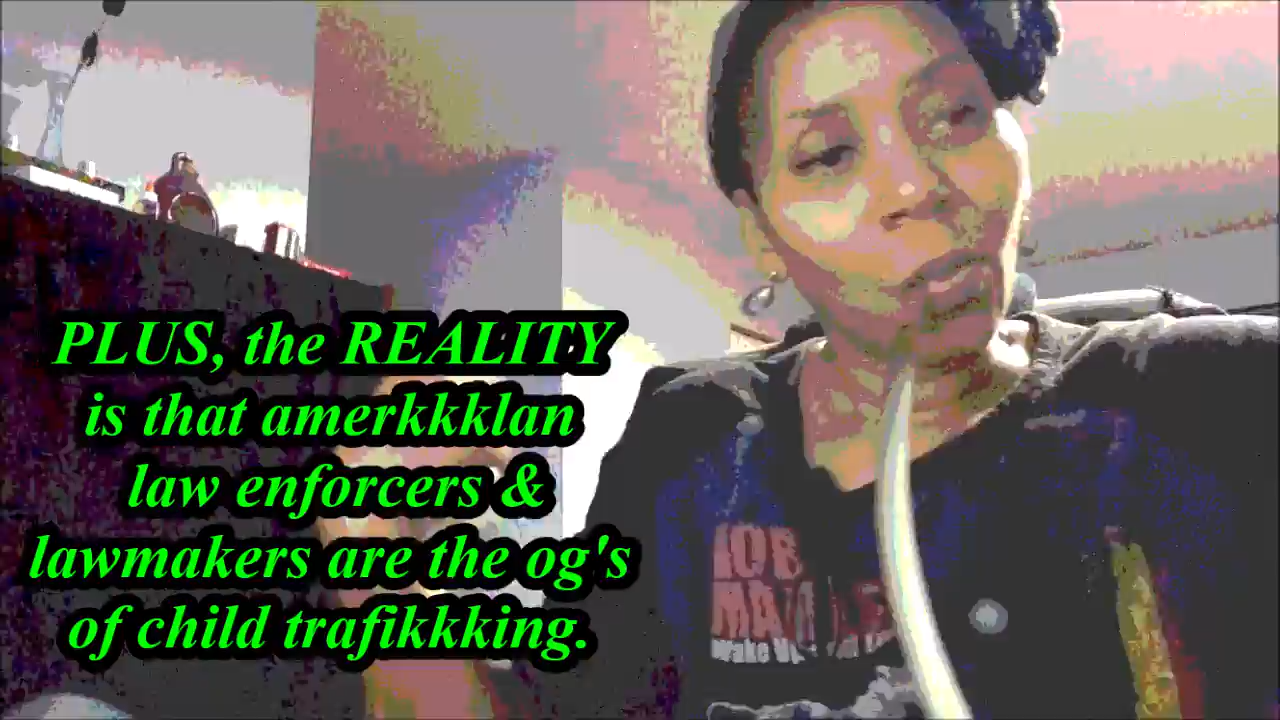 PLUS, the REALITY
is that amerkkklan
law enforcers &
lawmakers are the og's
of child trafikkking.